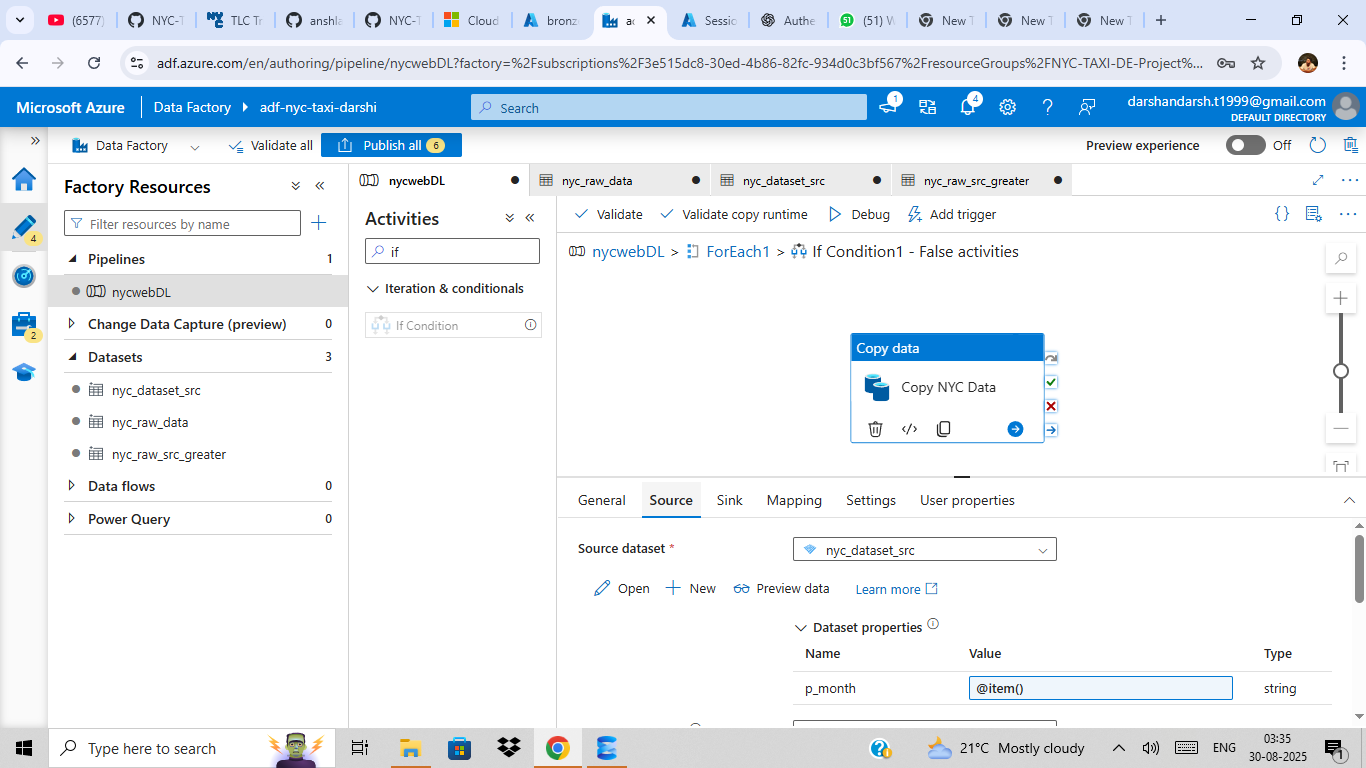 (6577)
NYC-T
TLC Tr
anshla
NYC-T
Cloud
bronz
ac
Sessio
Authe
(51) W
New T
New T
New T
adf.azure.com/en/authoring/pipeline/nycwebDL?factory=%2Fsubscriptions%2F3e515dc8-30ed-4b86-82fc-934d0c3bf567%2FresourceGroups%2FNYC-TAXI-DE-Project%...
Microsoft Azure
Data Factory
adf-nyc-taxi-darshi
Search
1
4
darshandarsh.t1999@gmail.com
DEFAULT DIRECTORY
Data Factory
Validate all
Publish all 6
Preview experience
Off
4
2
Factory Resources
Filter resources by name
Pipelines 1
nycwebDL
Change Data Capture (preview) 0
Datasets 3
nyc_dataset_src
nyc_raw_data
nyc_raw_src_greater
Data flows 0
Power Query 0
nycwebDL
nyc_raw_data
nyc_dataset_src
nyc_raw_src_greater
Activities
if
Iteration & conditionals
If Condition
Validate
Validate copy runtime
Debug
Add trigger
nycwebDL > ForEach1 > If Condition1 - False activities
Copy data
Copy NYC Data
General
Source
Sink
Mapping
Settings
User properties
Source dataset *
nyc_dataset_src
Open
New
Preview data
Learn more
Dataset properties
Name Value Type
p_month @item() string
Type here to search
21°C Mostly cloudy
ENG
03:35
30-08-2025
1